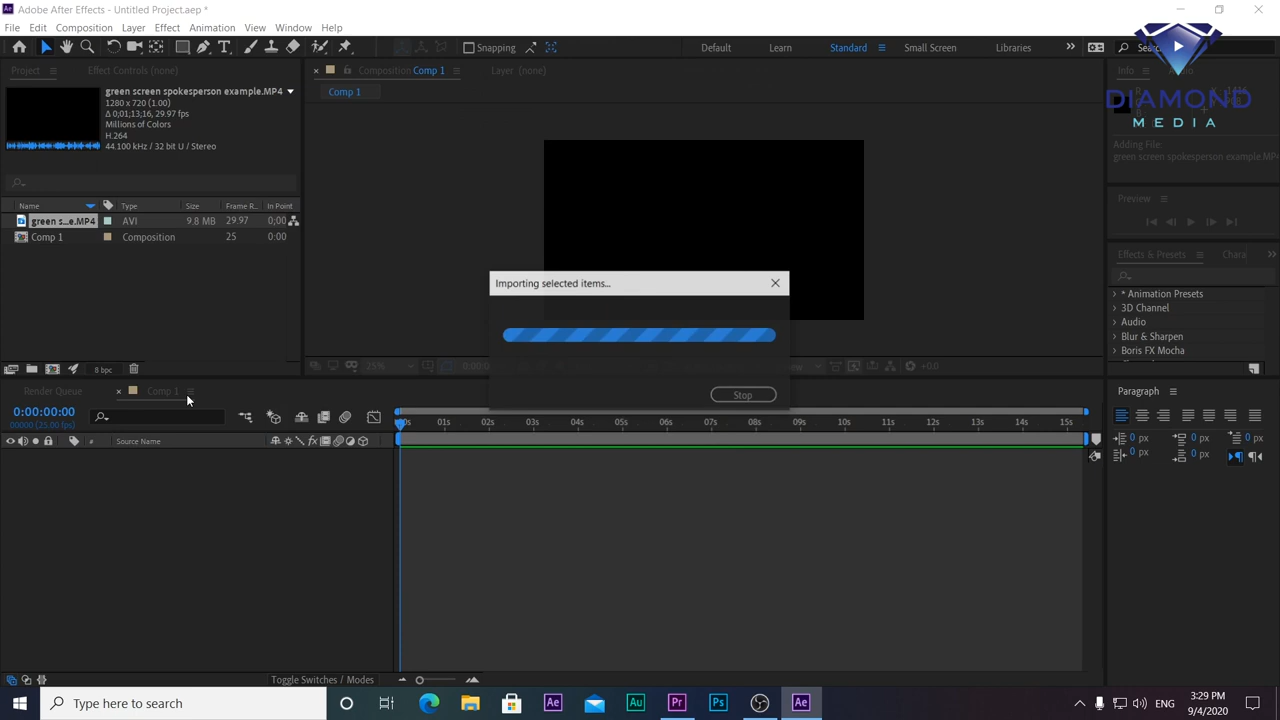 Adobe After Effects - Untitled Project.aep *
File Edit Composition Layer Effect Animation View Window Help
Snapping
Default Learn Standard Small Screen Libraries
Project Effect Controls (none)
Composition Comp 1 Layer (none)
Info Audio
DIAMOND
MEDIA
green screen spokesperson example.MP4
1280 x 720 (1.00)
Δ 0;01;13;16, 29.97 fps
Millions of Colors
H.264
44.100 kHz / 32 bit U / Stereo
Comp 1
Adding File:
green screen spokesperson example.MP4
Preview
Name Type Size Frame R... In Point
green s...e.MP4 AVI 9.8 MB 29.97 0;00
Comp 1 Composition 25 0:00
Effects & Presets
* Animation Presets
3D Channel
Audio
Blur & Sharpen
Boris FX Mocha
Importing selected items...
Stop
8 bpc
25%
+0.0
Render Queue Comp 1
0:00:00:00
00000 (25.00 fps)
# Source Name
01s 02s 03s 04s 05s 06s 07s 08s 09s 10s 11s 12s 13s 14s 15s
Paragraph
0 px 0 px 0 px
0 px 0 px
Toggle Switches / Modes
Type here to search
ENG
3:29 PM
9/4/2020